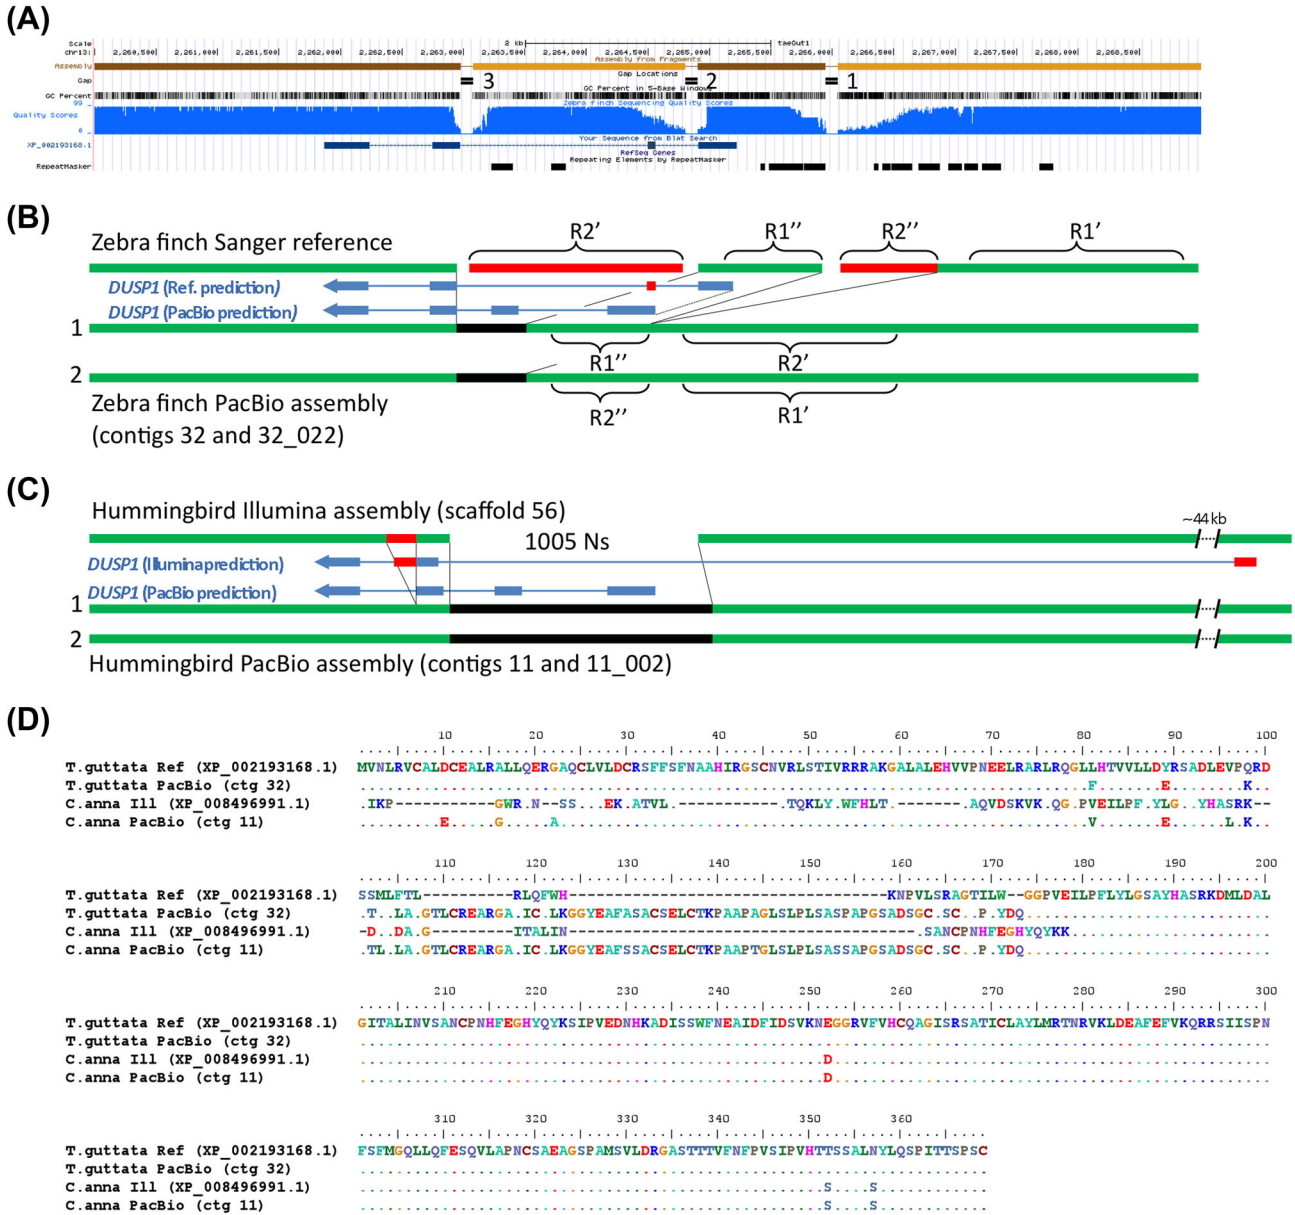 (A)
Scale 2 kb taeGut1
chr13: 2,260,500 2,261,000 2,261,500 2,262,000 2,262,500 2,263,000 2,263,500 2,264,000 2,264,500 2,265,000 2,265,500 2,266,000 2,266,500 2,267,000 2,267,500 2,268,000 2,268,500
Assembly from Fragments
Assembly
Gap Locations
Gap 3 2 1
GC Percent in 5-Base Windows
GC Percent
Zebra finch Sequencing Quality Scores
99
Quality Scores
0
Your Sequence from Blat Search
XP_002193168.1
RefSeq Genes
Repeating Elements by RepeatMasker
RepeatMasker
(B)
Zebra finch Sanger reference
R2’ R1’’ R2’’ R1’
DUSP1 (Ref. prediction)
DUSP1 (PacBio prediction)
1
R1’’ R2’
2
R2’’ R1’
Zebra finch PacBio assembly
(contigs 32 and 32_022)
(C)
Hummingbird Illumina assembly (scaffold 56)
1005 Ns
~44 kb
DUSP1 (Illumina prediction)
DUSP1 (PacBio prediction)
1
2
Hummingbird PacBio assembly (contigs 11 and 11_002)
(D)
10 20 30 40 50 60 70 80 90 100
T.guttata Ref (XP_002193168.1) MVNLRVCALDCEALRALLQERGAQCLVLDCRSFFSFNAAHIRGSCNVRLSTIVRRRAKGALALEHVVPNEELRARLRQGLLHTVVLLDYRSADLEVPQRD
T.guttata PacBio (ctg 32) F E K
C.anna Ill (XP_008496991.1) .IKP-----------GWR.N--SS...EK.ATVL.
C.anna PacBio (ctg 11) E G A V E L.K
110 120 130 140 150 160 170 180 190 200
T.guttata Ref (XP_002193168.1) SSMLFTL----------RLQFWH-----------------------------------KNPVLSRAGTILW---GGPVEILPFLYLGSAYHASRKDMLDAL
T.guttata PacBio (ctg 32) .T..LA.GTLCREARGA.IC.LKGGYEAFASACSELCTKPAAPAGLSLPLSASPAPGSADSGC.SC..P.YDQ
C.anna Ill (XP_008496991.1) -D..DA.G----------ITALIN SANCPNHFEGHYQYKK
C.anna PacBio (ctg 11) .TL.LA.GTLCREARGA.IC.LKGGYEAFSSACSELCTKPAAPTGLSLPLSASSAPGSADSGC.SC..P.YDQ
210 220 230 240 250 260 270 280 290 300
T.guttata Ref (XP_002193168.1) GITALINVSANCPNHFEGHYQYKSIPVEDNHKADISSWFNEAIDFIDSVKNEGGRVFVHCQAGISRSATICLAYLMRTNRVKLDEAFEFVKQRRSIISPN
T.guttata PacBio (ctg 32)
C.anna Ill (XP_008496991.1) D
C.anna PacBio (ctg 11) D
310 320 330 340 350 360
T.guttata Ref (XP_002193168.1) FSFMGQLLQFESQVLAPNCSAEAGSPAMSVLDRGASTTTVFNFPVSIPVHTTSSALNYLQSPITTSPSC
T.guttata PacBio (ctg 32)
C.anna Ill (XP_008496991.1) S S
C.anna PacBio (ctg 11) S S